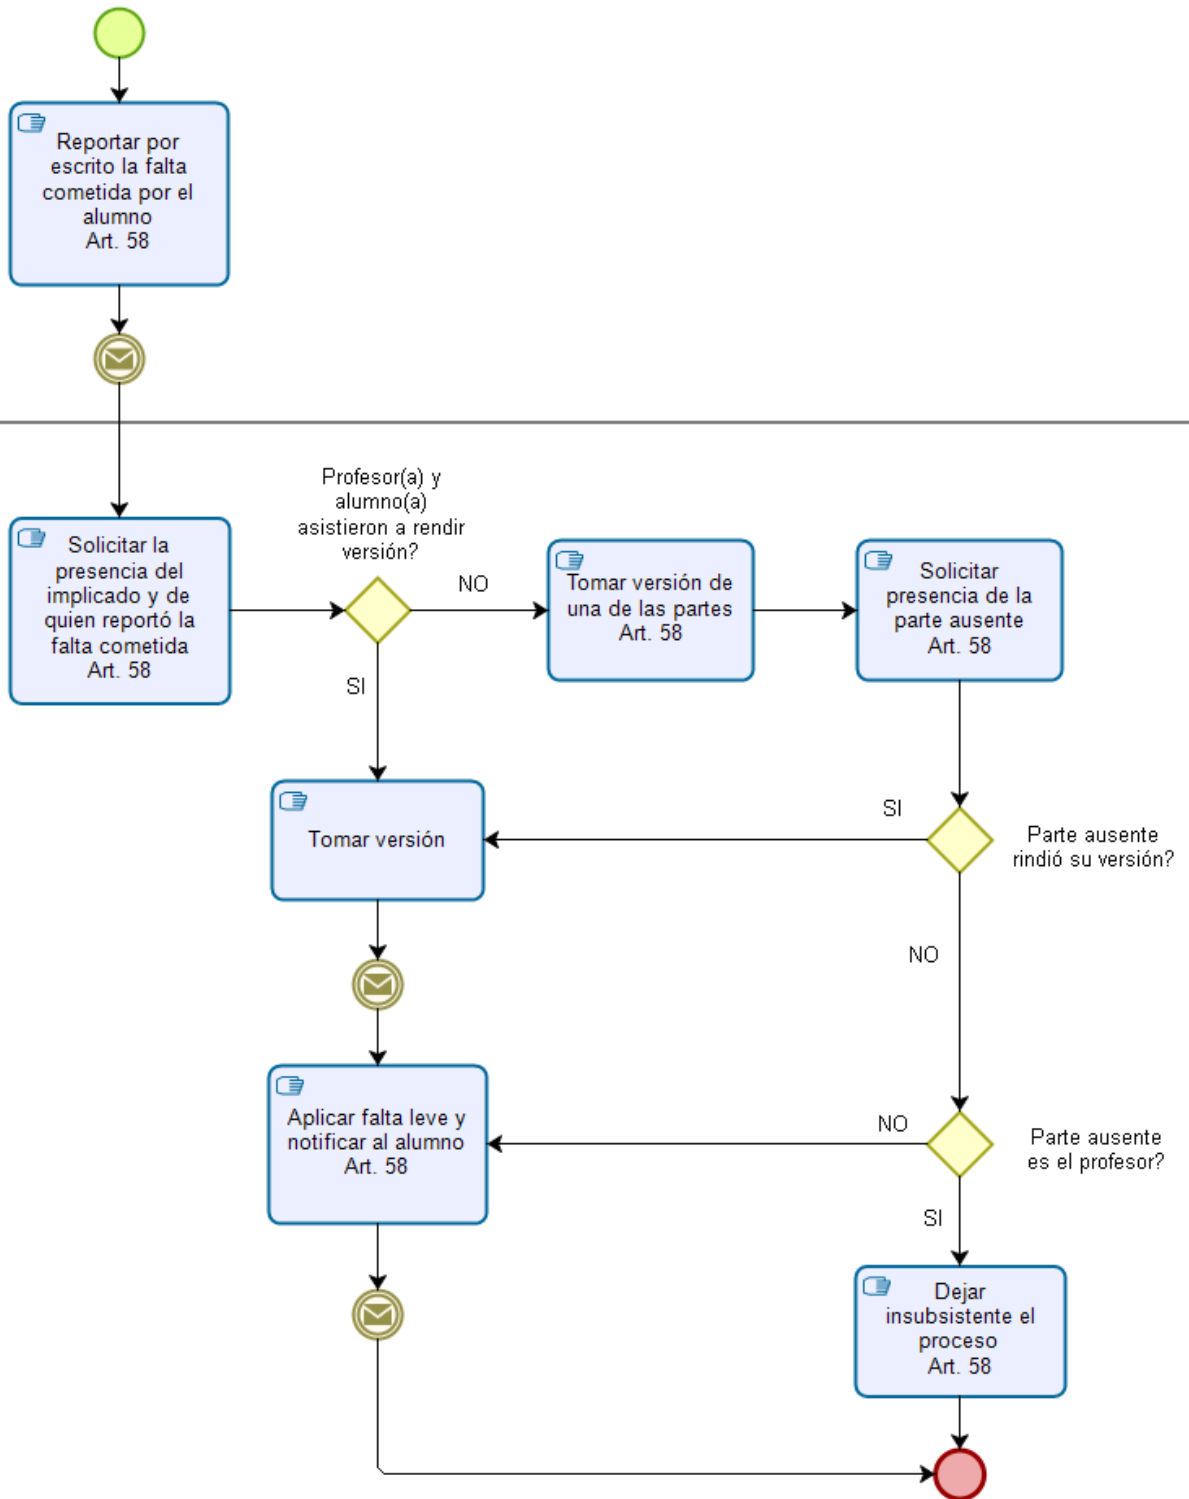 Reportar por
escrito la falta
cometida por el
alumno
Art. 58
Profesor(a) y
alumno(a)
asistieron a rendir
versión?
Solicitar la
presencia del
implicado y de
quien reportó la
falta cometida
Art. 58
NO
Tomar versión de
una de las partes
Art. 58
Solicitar
presencia de la
parte ausente
Art. 58
SI
Tomar versión
SI
Parte ausente
rindió su versión?
NO
Aplicar falta leve y
notificar al alumno
Art. 58
NO
Parte ausente
es el profesor?
SI
Dejar
insubsistente el
proceso
Art. 58